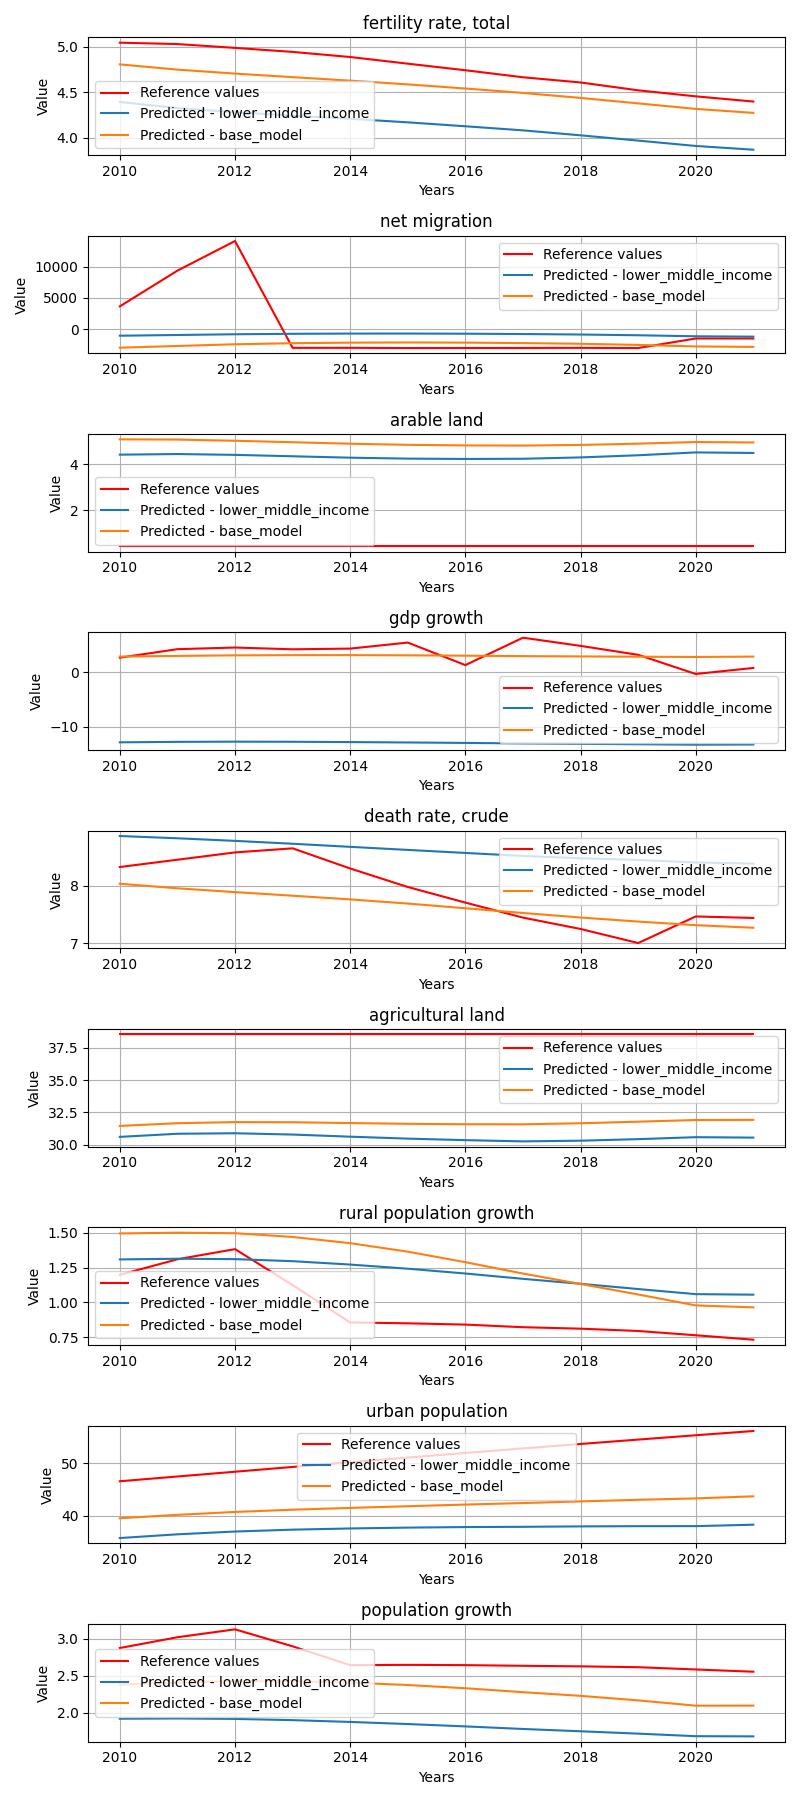 fertility rate, total
5.0
4.5
4.0
Value
Reference values
Predicted - lower_middle_income
Predicted - base_model
2010 2012 2014 2016 2018 2020
Years
net migration
10000
5000
0
Value
Reference values
Predicted - lower_middle_income
Predicted - base_model
2010 2012 2014 2016 2018 2020
Years
arable land
4
2
Value
Reference values
Predicted - lower_middle_income
Predicted - base_model
2010 2012 2014 2016 2018 2020
Years
gdp growth
0
−10
Value
Reference values
Predicted - lower_middle_income
Predicted - base_model
2010 2012 2014 2016 2018 2020
Years
death rate, crude
8
7
Value
Reference values
Predicted - lower_middle_income
Predicted - base_model
2010 2012 2014 2016 2018 2020
Years
agricultural land
37.5
35.0
32.5
30.0
Value
Reference values
Predicted - lower_middle_income
Predicted - base_model
2010 2012 2014 2016 2018 2020
Years
rural population growth
1.50
1.25
1.00
0.75
Value
Reference values
Predicted - lower_middle_income
Predicted - base_model
2010 2012 2014 2016 2018 2020
Years
urban population
50
40
Value
Reference values
Predicted - lower_middle_income
Predicted - base_model
2010 2012 2014 2016 2018 2020
Years
population growth
3.0
2.5
2.0
Value
Reference values
Predicted - lower_middle_income
Predicted - base_model
2010 2012 2014 2016 2018 2020
Years